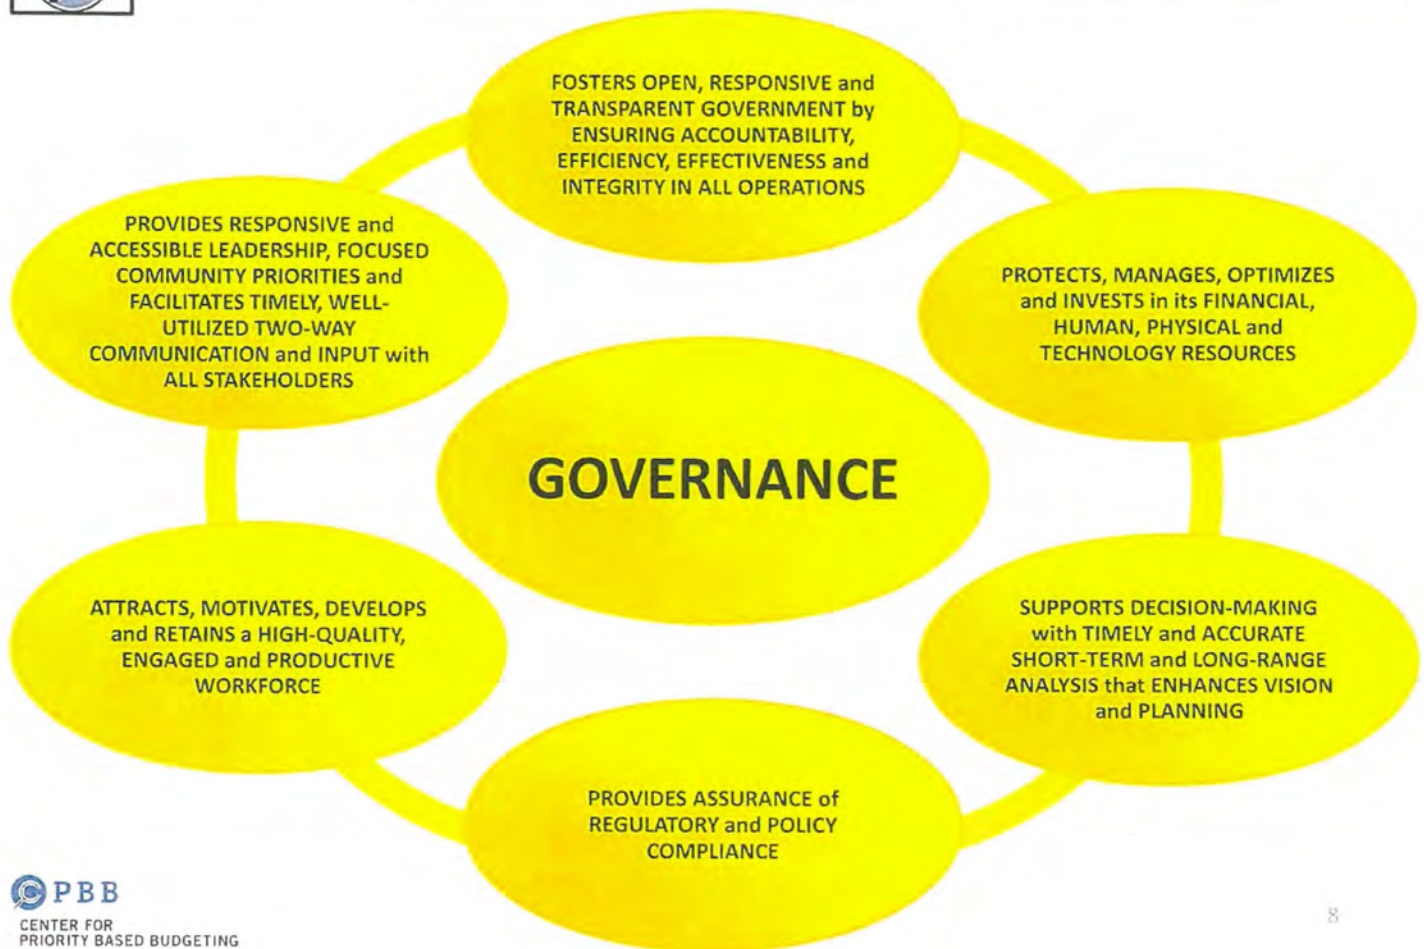 FOSTERS OPEN, RESPONSIVE and
TRANSPARENT GOVERNMENT by
ENSURING ACCOUNTABILITY,
EFFICIENCY, EFFECTIVENESS and
INTEGRITY IN ALL OPERATIONS
PROVIDES RESPONSIVE and
ACCESSIBLE LEADERSHIP, FOCUSED
COMMUNITY PRIORITIES and
FACILITATES TIMELY, WELL-
UTILIZED TWO-WAY
COMMUNICATION and INPUT with
ALL STAKEHOLDERS
PROTECTS, MANAGES, OPTIMIZES
and INVESTS in its FINANCIAL,
HUMAN, PHYSICAL and
TECHNOLOGY RESOURCES
GOVERNANCE
ATTRACTS, MOTIVATES, DEVELOPS
and RETAINS a HIGH-QUALITY,
ENGAGED and PRODUCTIVE
WORKFORCE
SUPPORTS DECISION-MAKING
with TIMELY and ACCURATE
SHORT-TERM and LONG-RANGE
ANALYSIS that ENHANCES VISION
and PLANNING
PROVIDES ASSURANCE of
REGULATORY and POLICY
COMPLIANCE
PBB
CENTER FOR
PRIORITY BASED BUDGETING
8